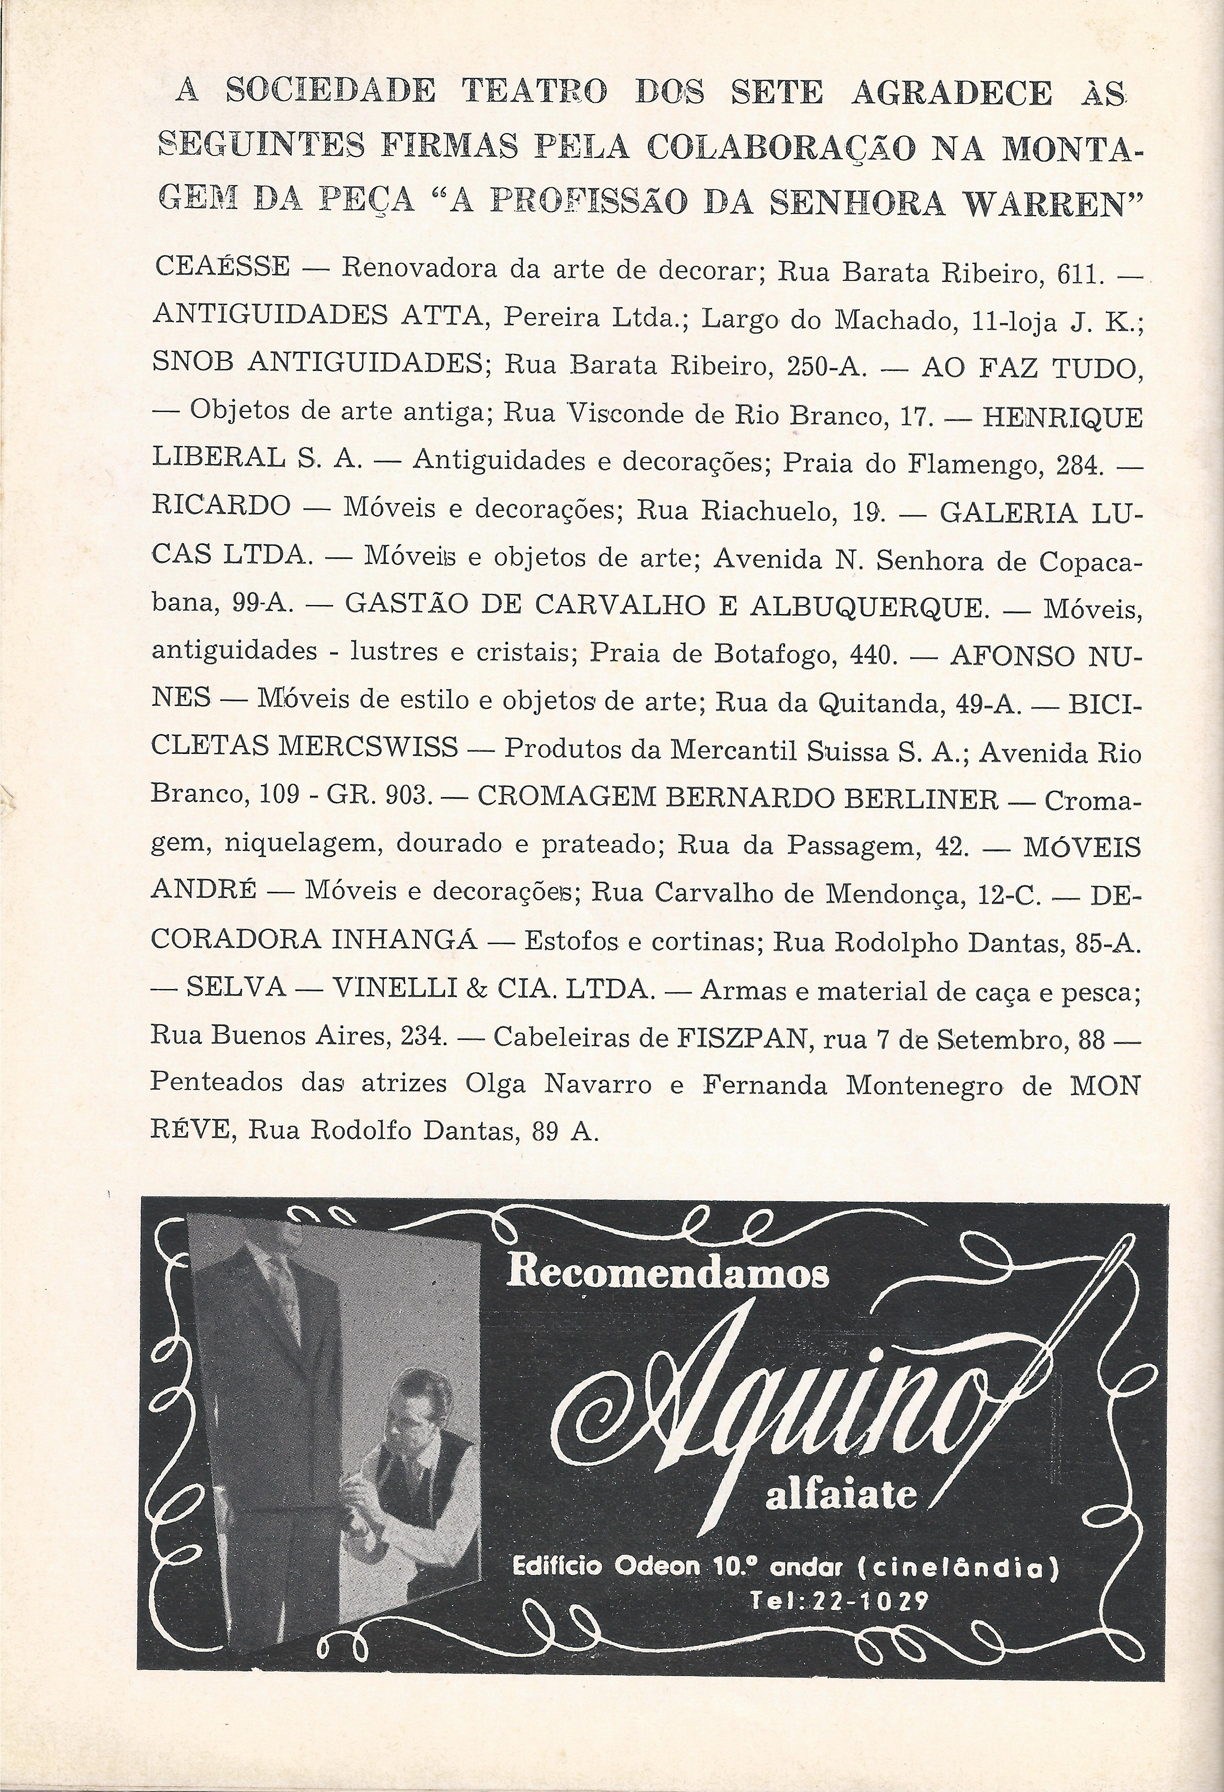 A SOCIEDADE TEATRO DOS SETE AGRADECE ÀS
SEGUINTES FIRMAS PELA COLABORAÇÃO NA MONTA-
GEM DA PEÇA “A PROFISSÃO DA SENHORA WARREN”
CEAÉSSE — Renovadora da arte de decorar; Rua Barata Ribeiro, 611. —
ANTIGUIDADES ATTA, Pereira Ltda.; Largo do Machado, 11-loja J. K.;
SNOB ANTIGUIDADES; Rua Barata Ribeiro, 250-A. — AO FAZ TUDO,
— Objetos de arte antiga; Rua Visconde de Rio Branco, 17. — HENRIQUE
LIBERAL S. A. — Antiguidades e decorações; Praia do Flamengo, 284. —
RICARDO — Móveis e decorações; Rua Riachuelo, 19. — GALERIA LU-
CAS LTDA. — Móveis e objetos de arte; Avenida N. Senhora de Copaca-
bana, 99-A. — GASTÃO DE CARVALHO E ALBUQUERQUE. — Móveis,
antiguidades - lustres e cristais; Praia de Botafogo, 440. — AFONSO NU-
NES — Móveis de estilo e objetos de arte; Rua da Quitanda, 49-A. — BICI-
CLETAS MERCSWISS — Produtos da Mercantil Suissa S. A.; Avenida Rio
Branco, 109 - GR. 903. — CROMAGEM BERNARDO BERLINER — Croma-
gem, niquelagem, dourado e prateado; Rua da Passagem, 42. — MÓVEIS
ANDRÉ — Móveis e decorações; Rua Carvalho de Mendonça, 12-C. — DE-
CORADORA INHANGÁ — Estofos e cortinas; Rua Rodolpho Dantas, 85-A.
— SELVA — VINELLI & CIA. LTDA. — Armas e material de caça e pesca;
Rua Buenos Aires, 234. — Cabeleiras de FISZPAN, rua 7 de Setembro, 88 —
Penteados das atrizes Olga Navarro e Fernanda Montenegro de MON
RÉVE, Rua Rodolfo Dantas, 89 A.
Recomendamos
Aquino
alfaiate
Edifício Odeon 10.º andar (cinelândia)
Tel:22-1029